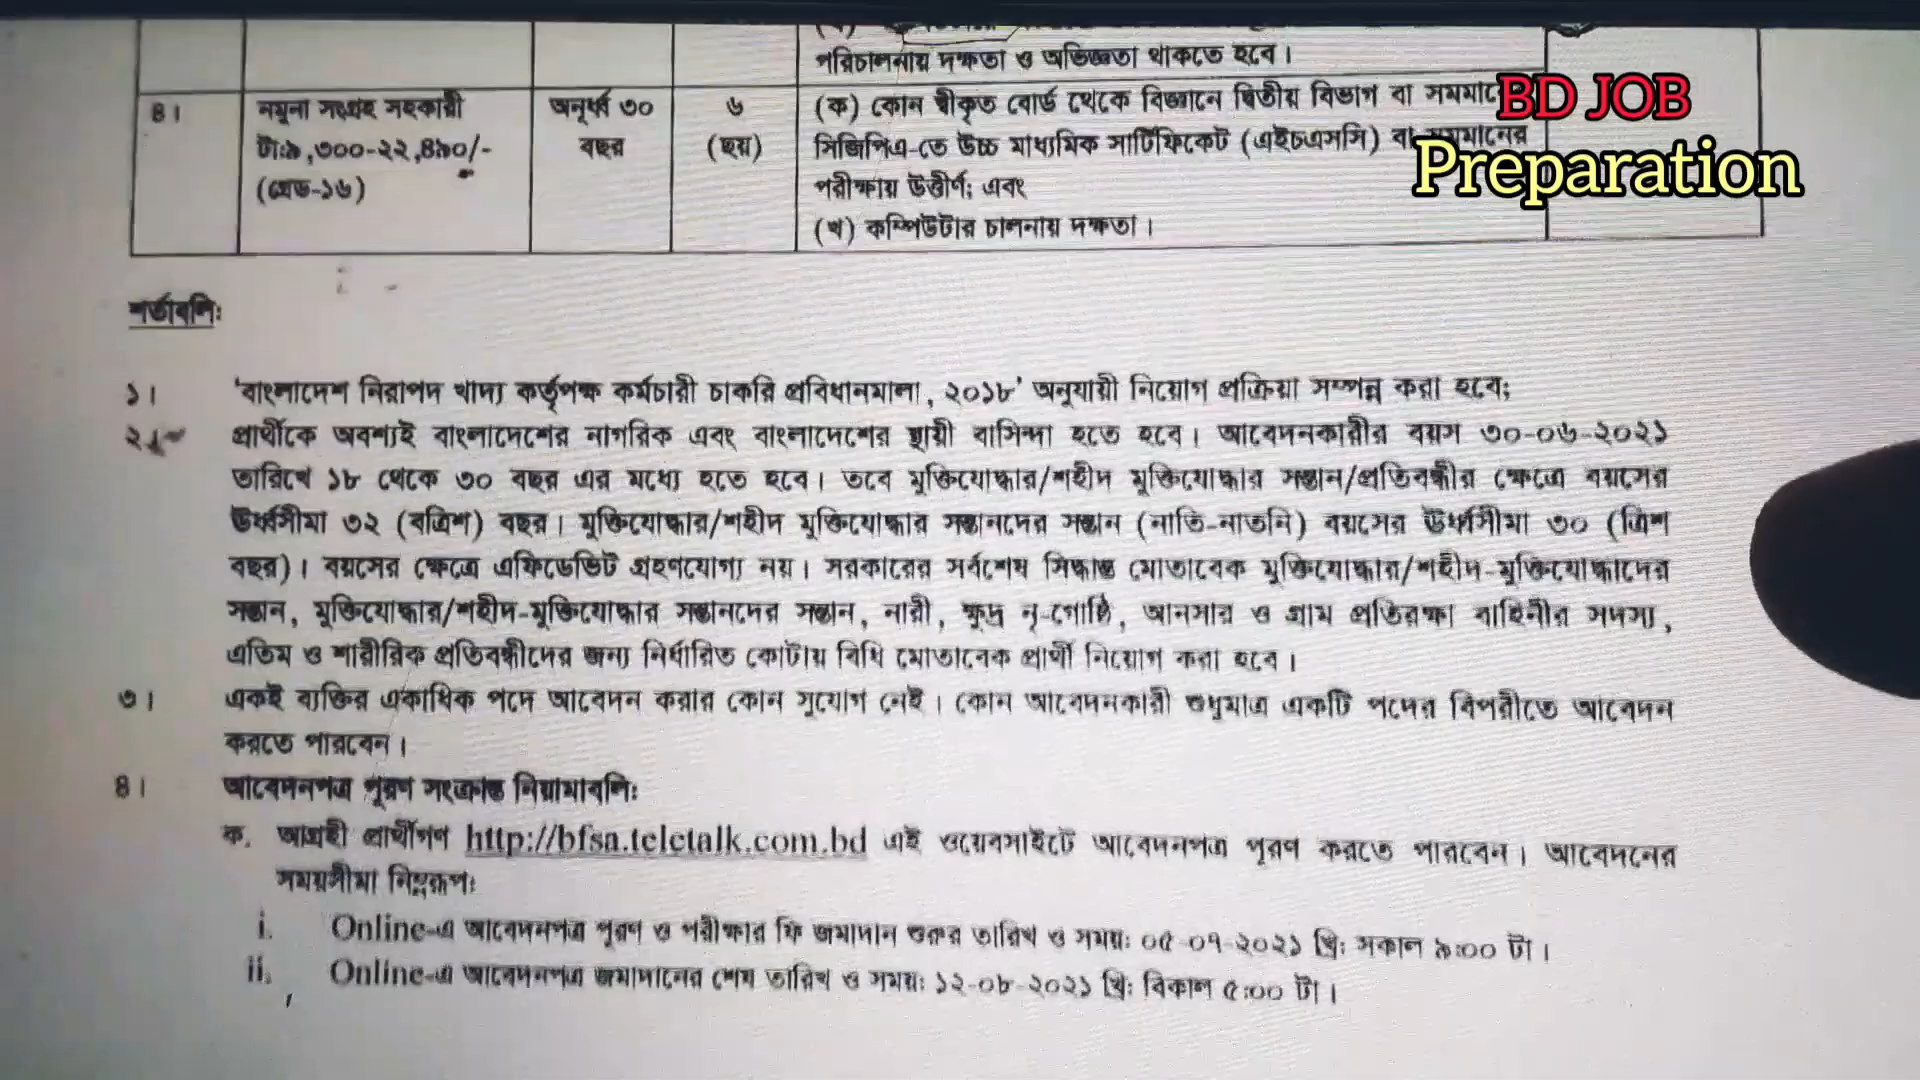 পরিচালনায় দক্ষতা ও অভিজ্ঞতা থাকতে হবে।
৪। নমুনা সংগ্রহ সহকারী অনূর্ধ্ব ৩০ ৬ (ক) কোন স্বীকৃত বোর্ড থেকে বিজ্ঞানে দ্বিতীয় বিভাগ বা
BD JOB
টাঃ৯,৩০০-২২,৪৯০/- বছর (ছয়) সিজিপিএ-তে উচ্চ মাধ্যমিক সার্টিফিকেট (এইচএসসি) বা সমমানের
Preparation
(গ্রেড-১৬) পরীক্ষায় উত্তীর্ণ; এবং
(খ) কম্পিউটার চালনায় দক্ষতা।
শর্তাবলি:
১। 'বাংলাদেশ নিরাপদ খাদ্য কর্তৃপক্ষ কর্মচারী চাকরি প্রবিধানমালা, ২০১৮' অনুযায়ী নিয়োগ প্রক্রিয়া সম্পন্ন করা হবে;
২। প্রার্থীকে অবশ্যই বাংলাদেশের নাগরিক এবং বাংলাদেশের স্থায়ী বাসিন্দা হতে হবে। আবেদনকারীর বয়স ৩০-০৬-২০২১
তারিখে ১৮ থেকে ৩০ বছর এর মধ্যে হতে হবে। তবে মুক্তিযোদ্ধার/শহীদ মুক্তিযোদ্ধার সন্তান/প্রতিবন্ধীর ক্ষেত্রে বয়সের
ঊর্ধ্বসীমা ৩২ (বত্রিশ) বছর। মুক্তিযোদ্ধার/শহীদ মুক্তিযোদ্ধার সন্তানদের সন্তান (নাতি-নাতনি) বয়সের ঊর্ধ্বসীমা ৩০ (ত্রিশ
বছর)। বয়সের ক্ষেত্রে এফিডেভিট গ্রহণযোগ্য নয়। সরকারের সর্বশেষ সিদ্ধান্ত মোতাবেক মুক্তিযোদ্ধার/শহীদ-মুক্তিযোদ্ধাদের
সন্তান, মুক্তিযোদ্ধার/শহীদ-মুক্তিযোদ্ধার সন্তানদের সন্তান, নারী, ক্ষুদ্র নৃ-গোষ্ঠি, আনসার ও গ্রাম প্রতিরক্ষা বাহিনীর সদস্য,
এতিম ও শারীরিক প্রতিবন্ধীদের জন্য নির্ধারিত কোটায় বিধি মোতাবেক প্রার্থী নিয়োগ করা হবে।
৩। একই ব্যক্তির একাধিক পদে আবেদন করার কোন সুযোগ নেই। কোন আবেদনকারী শুধুমাত্র একটি পদের বিপরীতে আবেদন
করতে পারবেন।
৪। আবেদনপত্র পূরণ সংক্রান্ত নিয়মাবলি:
ক. আগ্রহী প্রার্থীগণ http://bfsa.teletalk.com.bd এই ওয়েবসাইটে আবেদনপত্র পূরণ করতে পারবেন। আবেদনের
সময়সীমা নিম্নরূপ:
i. Online-এ আবেদনপত্র পূরণ ও পরীক্ষার ফি জমাদান শুরুর তারিখ ও সময়: ০৫-০৭-২০২১ খ্রি: সকাল ৯:০০ টা।
ii. Online-এ আবেদনপত্র জমাদানের শেষ তারিখ ও সময়: ১২-০৮-২০২১ খ্রি: বিকাল ৫:০০ টা।